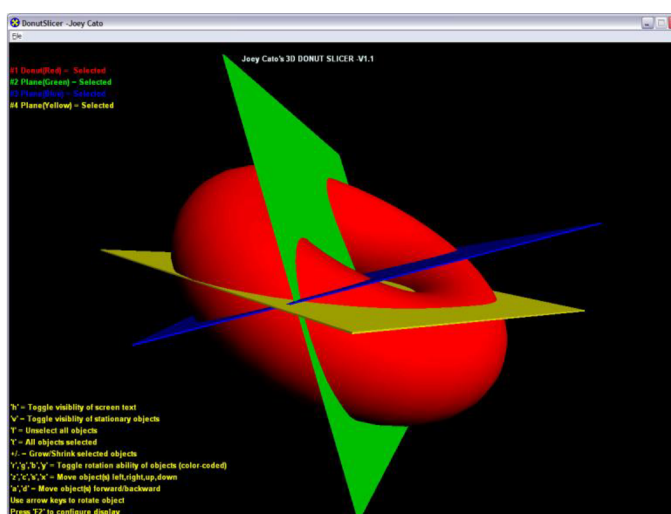 DonutSlicer -Joey Cato
File
Joey Cato's 3D DONUT SLICER -V1.1
#1 Donut(Red) = Selected
#2 Plane(Green) = Selected
#3 Plane(Blue) = Selected
#4 Plane(Yellow) = Selected
'h' = Toggle visiblity of screen text
'v' = Toggle visiblity of stationary objects
= Unselect all objects
= All objects selected
+/- = Grow/Shrink selected objects
'r','g','b','y' = Toggle rotation ability of objects (color-coded)
'z','c','s','x' = Move object(s) left,right,up,down
'a','d' = Move object(s) forward/backward
Use arrow keys to rotate object
Press 'F2' to configure display